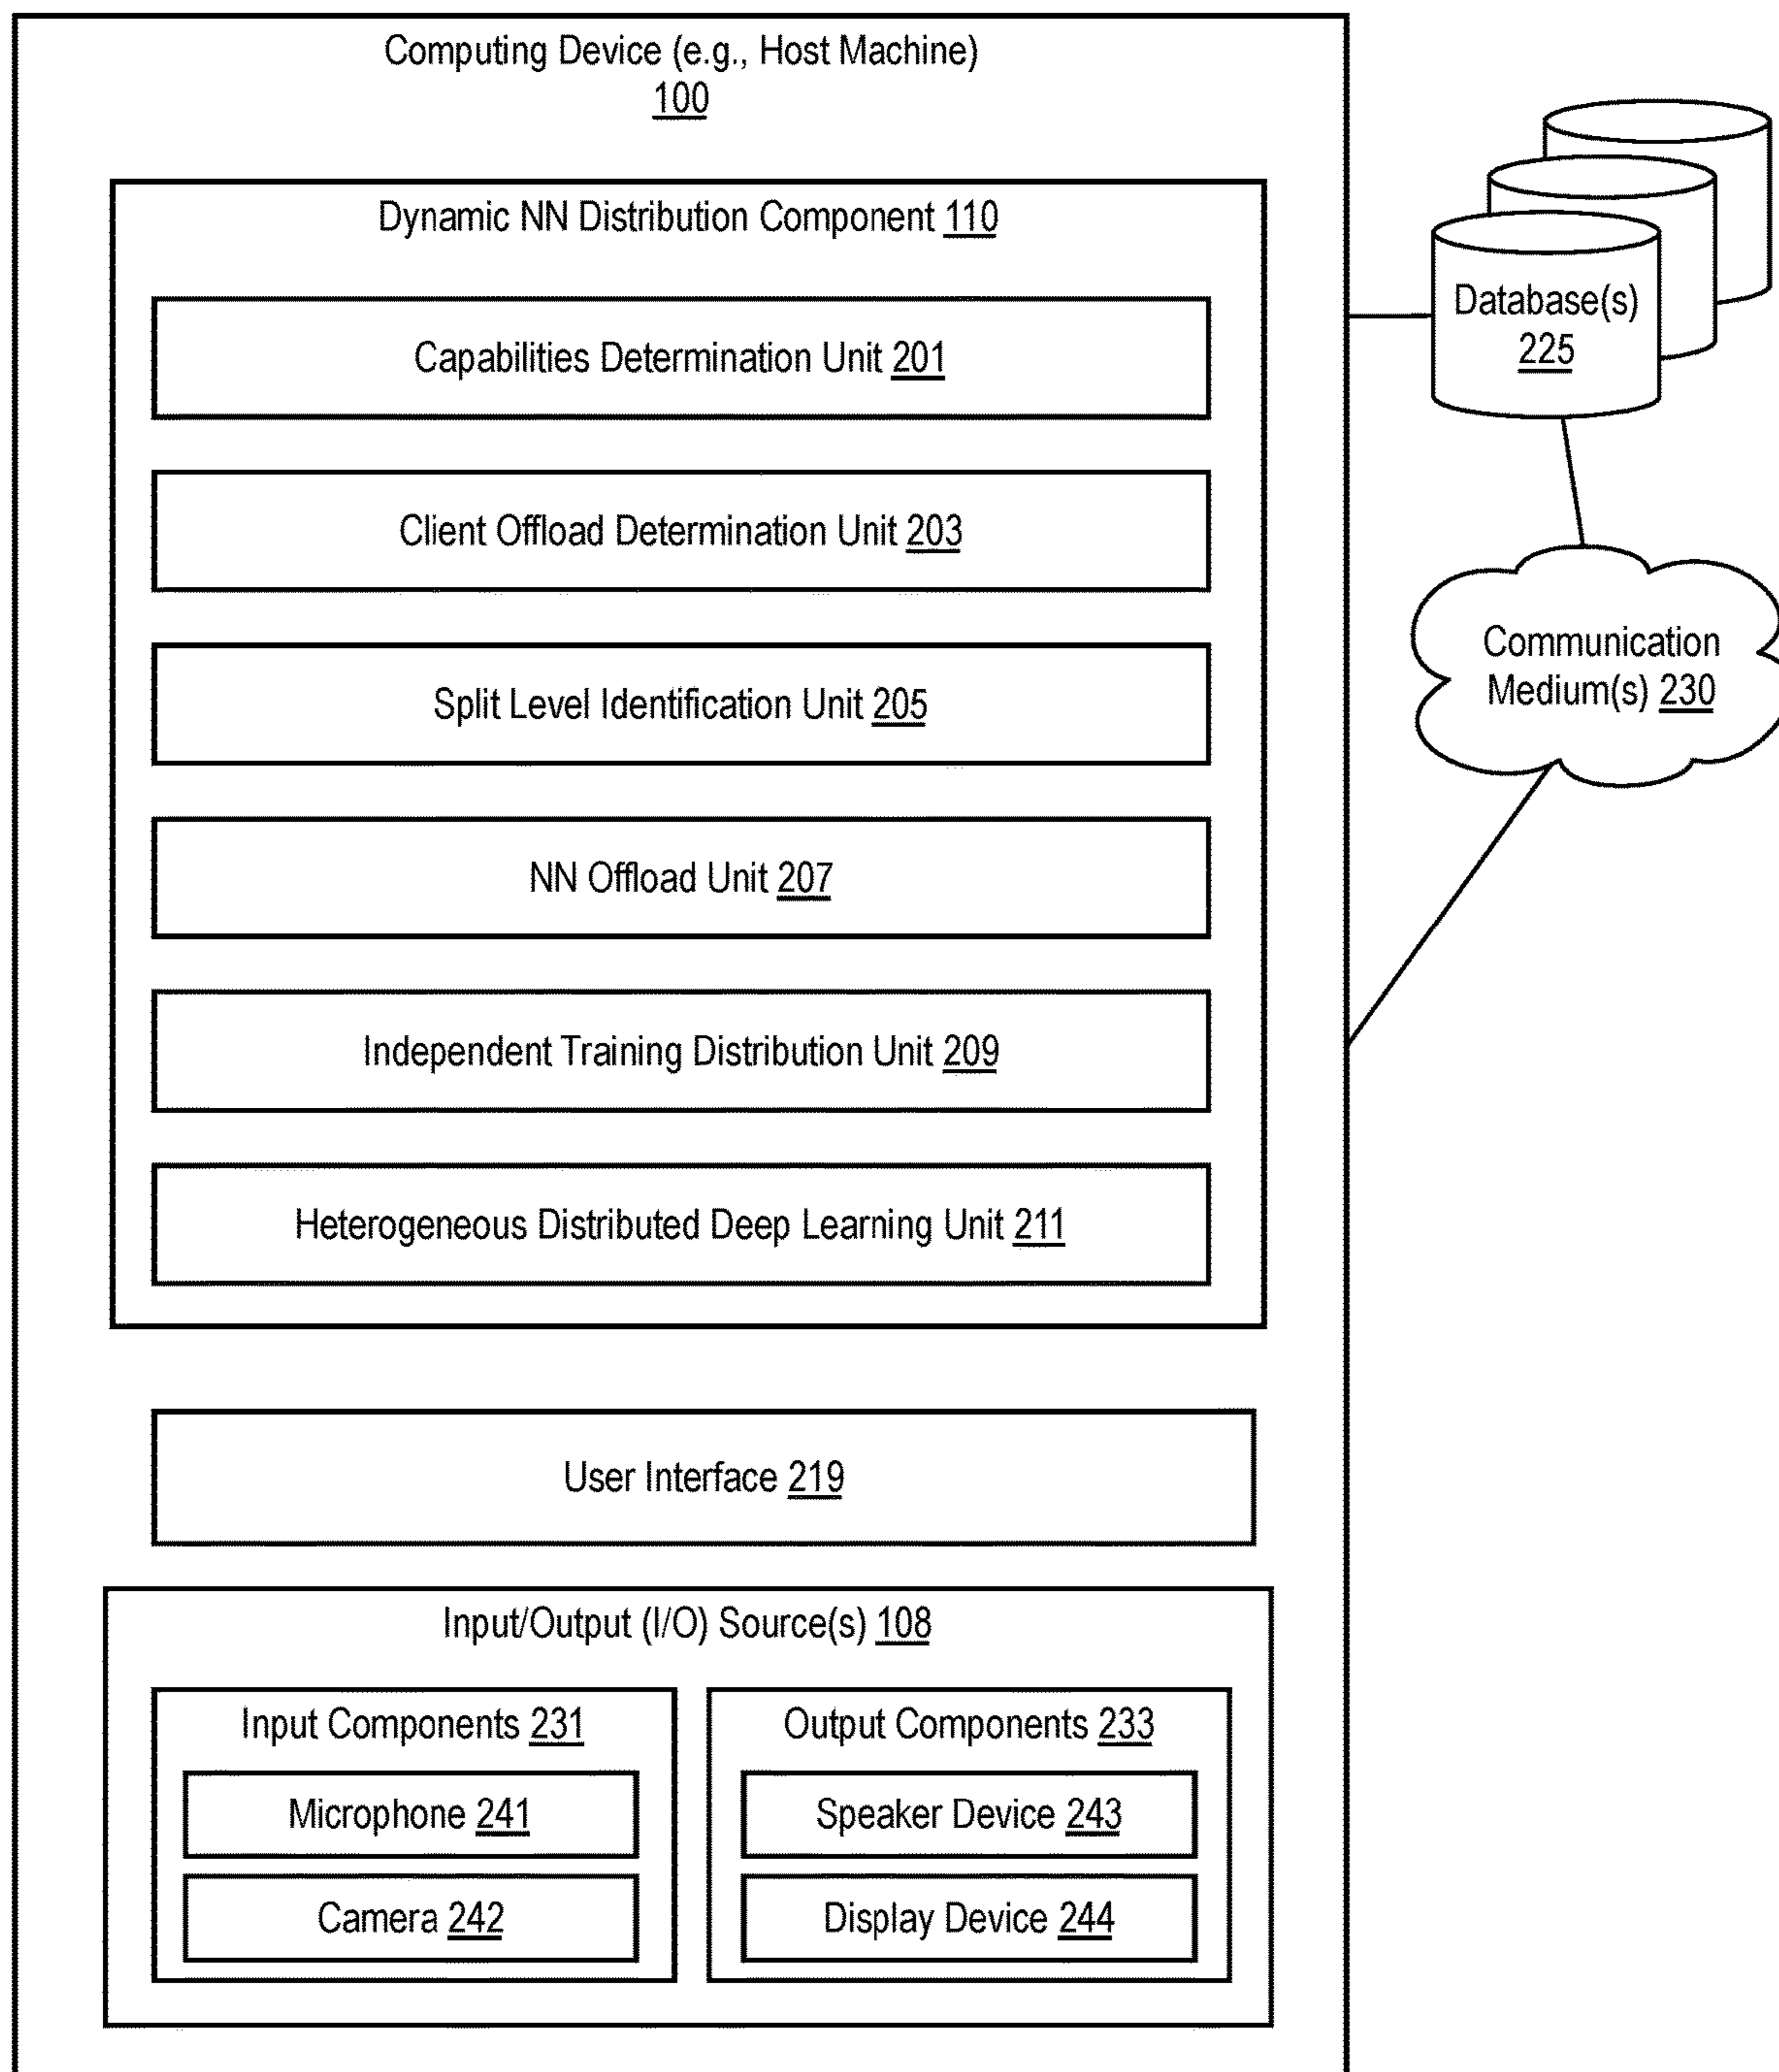 Computing Device (e.g., Host Machine)
100
Dynamic NN Distribution Component 110
Capabilities Determination Unit 201
Client Offload Determination Unit 203
Split Level Identification Unit 205
NN Offload Unit 207
Independent Training Distribution Unit 209
Heterogeneous Distributed Deep Learning Unit 211
User Interface 219
Input/Output (I/O) Source(s) 108
Input Components 231
Microphone 241
Camera 242
Output Components 233
Speaker Device 243
Display Device 244
Database(s)
225
Communication
Medium(s) 230